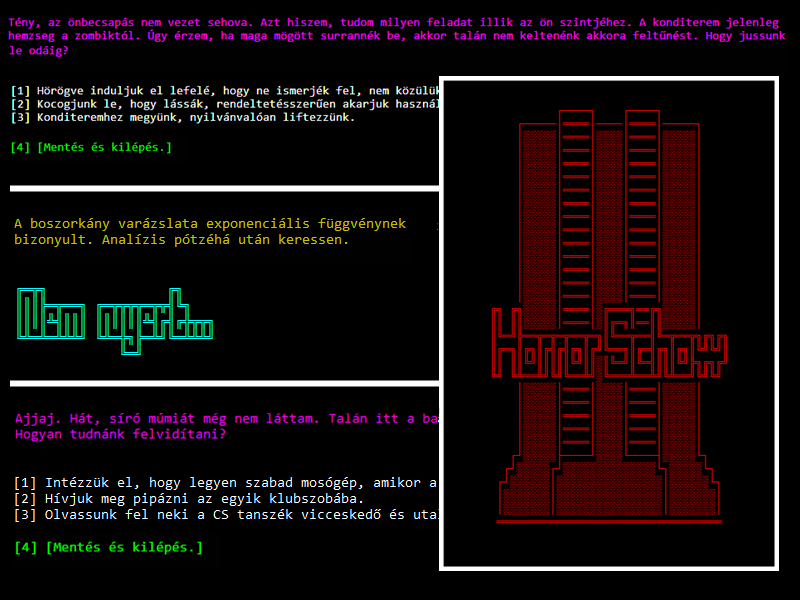 Tény, az önbecsapás nem vezet sehova. Azt hiszem, tudom milyen feladat illik az ön szintjéhez. A konditerem jelenleg
hemzseg a zombiktól. Úgy érzem, ha maga mögött surrannék be, akkor talán nem keltenénk akkora feltűnést. Hogy jussunk
le odáig?
[1] Hörögve induljuk el lefelé, hogy ne ismerjék fel, nem közülük
[2] Kocogjunk le, hogy lássák, rendeltetésszerűen akarjuk használ
[3] Konditeremhez megyünk, nyilvánvalóan liftezzünk.
[4] [Mentés és kilépés.]
A boszorkány varázslata exponenciális függvénynek
bizonyult. Analízis pótzéhá után keressen.
Nem nyert...
Ajjaj. Hát, síró múmiát még nem láttam. Talán itt a ba
Hogyan tudnánk felvidítani?
[1] Intézzük el, hogy legyen szabad mosógép, amikor a
[2] Hívjuk meg pipázni az egyik klubszobába.
[3] Olvassunk fel neki a CS tanszék vicceskedő és uta
[4] [Mentés és kilépés.]
Horror Schow